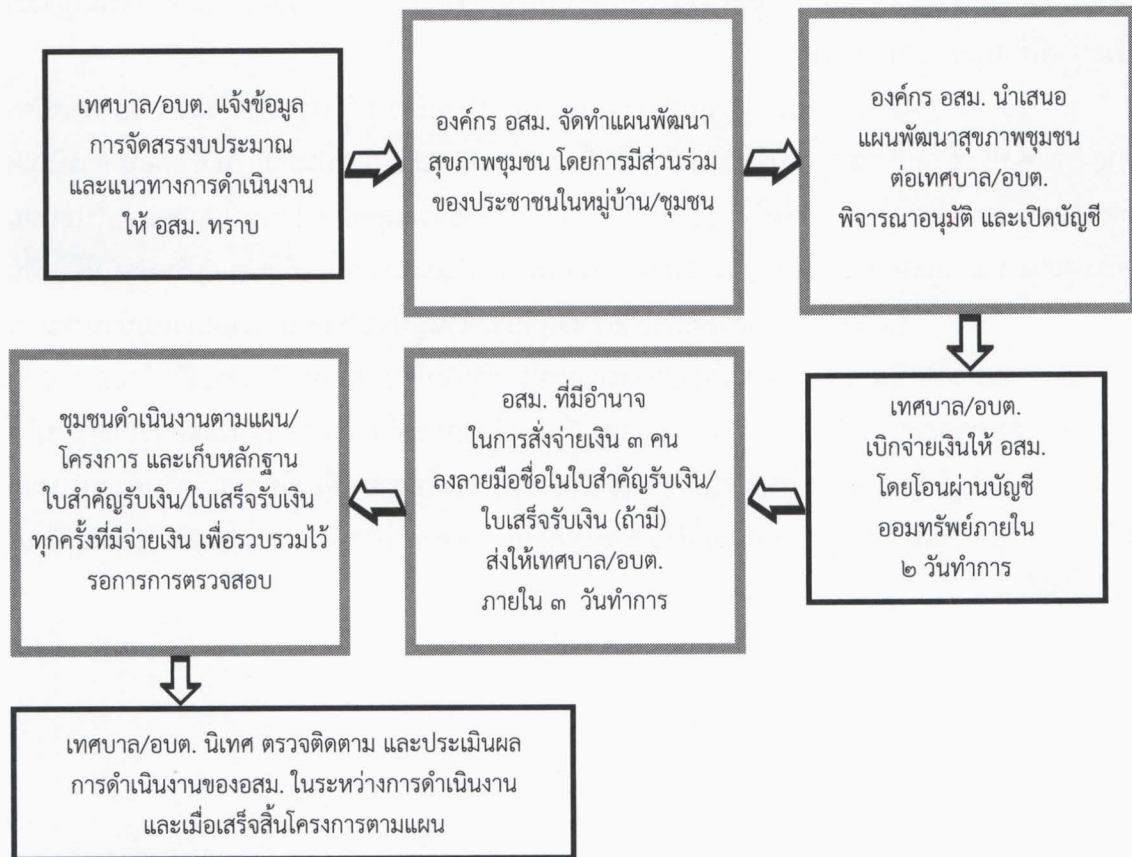 เทศบาล/อบต. แจ้งข้อมูล
การจัดสรรงบประมาณ
และแนวทางการดำเนินงาน
ให้ อสม. ทราบ
องค์กร อสม. จัดทำแผนพัฒนา
สุขภาพชุมชน โดยการมีส่วนร่วม
ของประชาชนในหมู่บ้าน/ชุมชน
องค์กร อสม. นำเสนอ
แผนพัฒนาสุขภาพชุมชน
ต่อเทศบาล/อบต.
พิจารณาอนุมัติ และเปิดบัญชี
เทศบาล/อบต.
เบิกจ่ายเงินให้ อสม.
โดยโอนผ่านบัญชี
ออมทรัพย์ภายใน
๒ วันทำการ
อสม. ที่มีอำนาจ
ในการสั่งจ่ายเงิน ๓ คน
ลงลายมือชื่อในใบสำคัญรับเงิน/
ใบเสร็จรับเงิน (ถ้ามี)
ส่งให้เทศบาล/อบต.
ภายใน ๓ วันทำการ
ชุมชนดำเนินงานตามแผน/
โครงการ และเก็บหลักฐาน
ใบสำคัญรับเงิน/ใบเสร็จรับเงิน
ทุกครั้งที่มีจ่ายเงิน เพื่อรวบรวมไว้
รอการการตรวจสอบ
เทศบาล/อบต. นิเทศ ตรวจติดตาม และประเมินผล
การดำเนินงานของอสม. ในระหว่างการดำเนินงาน
และเมื่อเสร็จสิ้นโครงการตามแผน